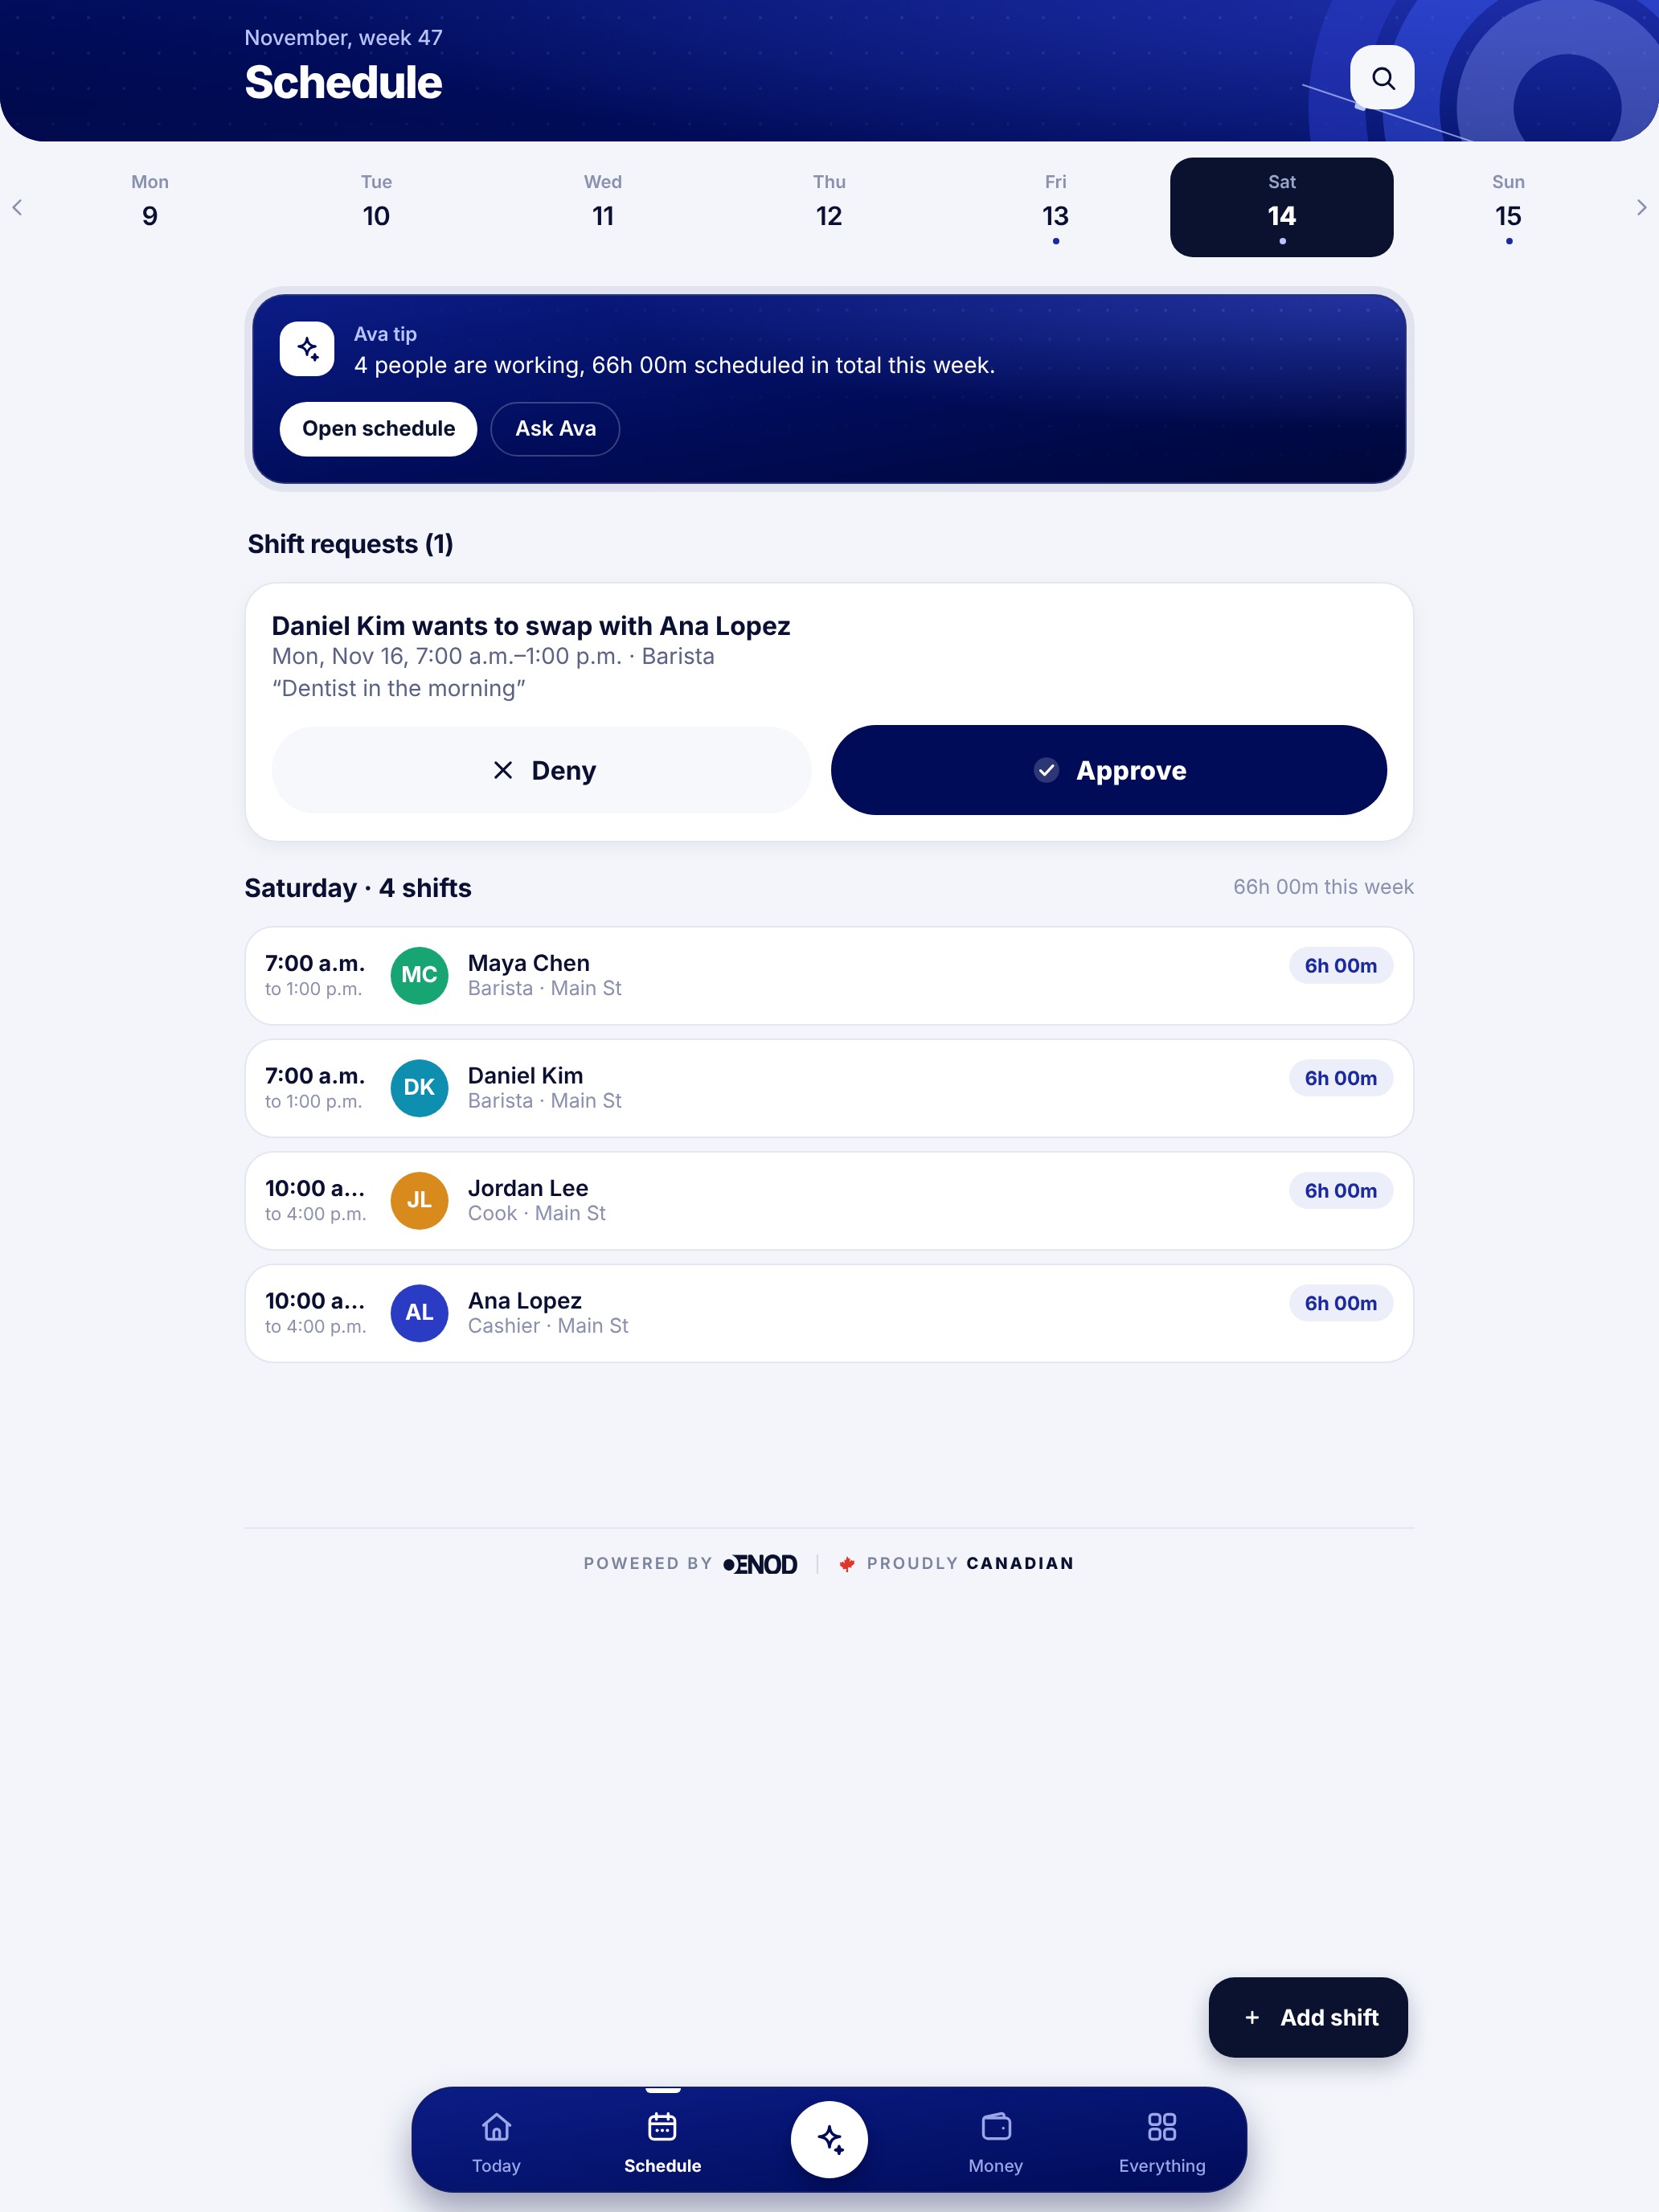 November, week 47
Schedule
Mon
9
Tue
10
Wed
11
Thu
12
Fri
13
Sat
14
Sun
15
Ava tip
4 people are working, 66h 00m scheduled in total this week.
Open schedule
Ask Ava
Shift requests (1)
Daniel Kim wants to swap with Ana Lopez
Mon, Nov 16, 7:00 a.m.–1:00 p.m. · Barista
“Dentist in the morning”
Deny
Approve
Saturday · 4 shifts
66h 00m this week
7:00 a.m.
to 1:00 p.m.
MC
Maya Chen
Barista · Main St
6h 00m
7:00 a.m.
to 1:00 p.m.
DK
Daniel Kim
Barista · Main St
6h 00m
10:00 a...
to 4:00 p.m.
JL
Jordan Lee
Cook · Main St
6h 00m
10:00 a...
to 4:00 p.m.
AL
Ana Lopez
Cashier · Main St
6h 00m
POWERED BY ENOD
PROUDLY CANADIAN
+ Add shift
Today
Schedule
Money
Everything